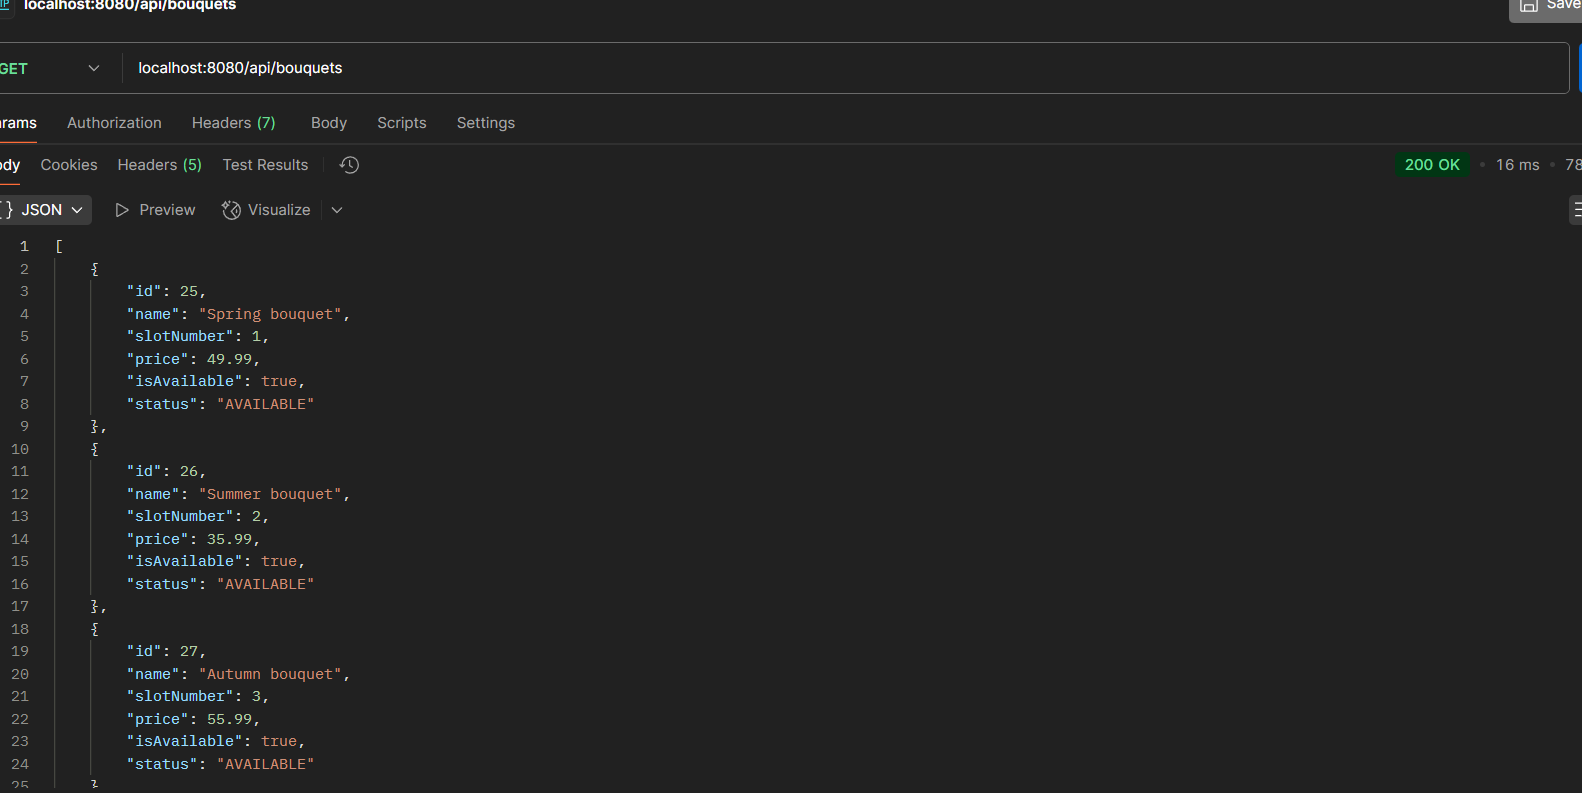 localhost:8080/api/bouquets
Save
GET localhost:8080/api/bouquets
Authorization Headers (7) Body Scripts Settings
Cookies Headers (5) Test Results 200 OK • 16 ms • 78
{} JSON Preview Visualize
1 [
2 {
3 "id": 25,
4 "name": "Spring bouquet",
5 "slotNumber": 1,
6 "price": 49.99,
7 "isAvailable": true,
8 "status": "AVAILABLE"
9 },
10 {
11 "id": 26,
12 "name": "Summer bouquet",
13 "slotNumber": 2,
14 "price": 35.99,
15 "isAvailable": true,
16 "status": "AVAILABLE"
17 },
18 {
19 "id": 27,
20 "name": "Autumn bouquet",
21 "slotNumber": 3,
22 "price": 55.99,
23 "isAvailable": true,
24 "status": "AVAILABLE"
25 }